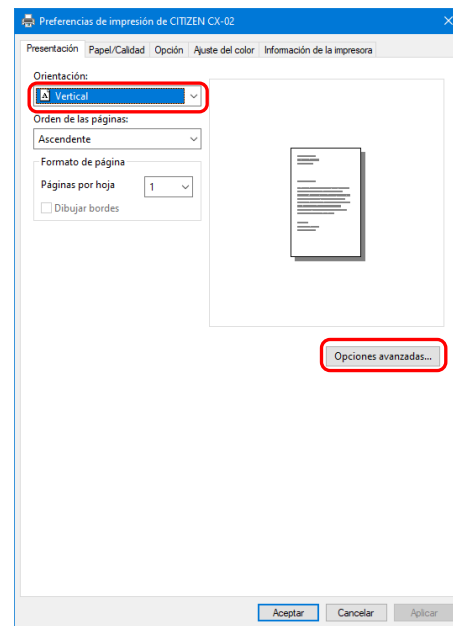 Preferencias de impresión de CITIZEN CX-02
Presentación Papel/Calidad Opción Ajuste del color Información de la impresora
Orientación:
A Vertical
Orden de las páginas:
Ascendente
Formato de página
Páginas por hoja 1
Dibujar bordes
Opciones avanzadas...
Aceptar Cancelar Aplicar